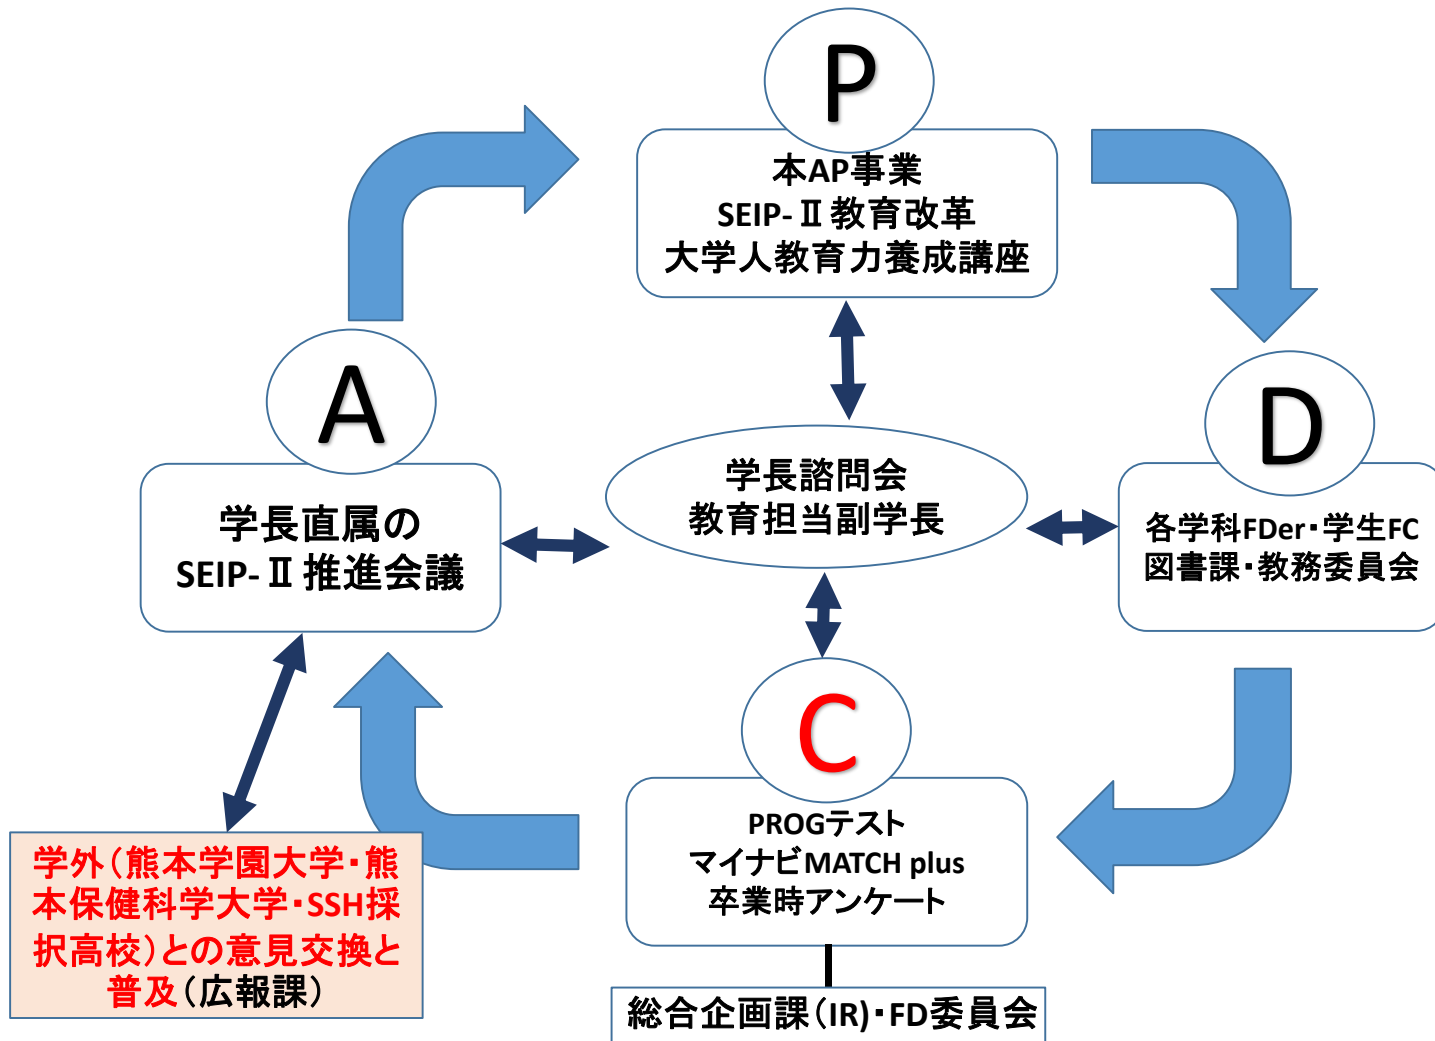 P
本AP事業
SEIP-Ⅱ教育改革
大学人教育力養成講座
A
学長直属の
SEIP-Ⅱ推進会議
学長諮問会
教育担当副学長
D
各学科FDer・学生FC
図書課・教務委員会
C
PROGテスト
マイナビMATCH plus
卒業時アンケート
総合企画課(IR)・FD委員会
学外(熊本学園大学・熊
本保健科学大学・SSH採
択高校)との意見交換と
普及(広報課)